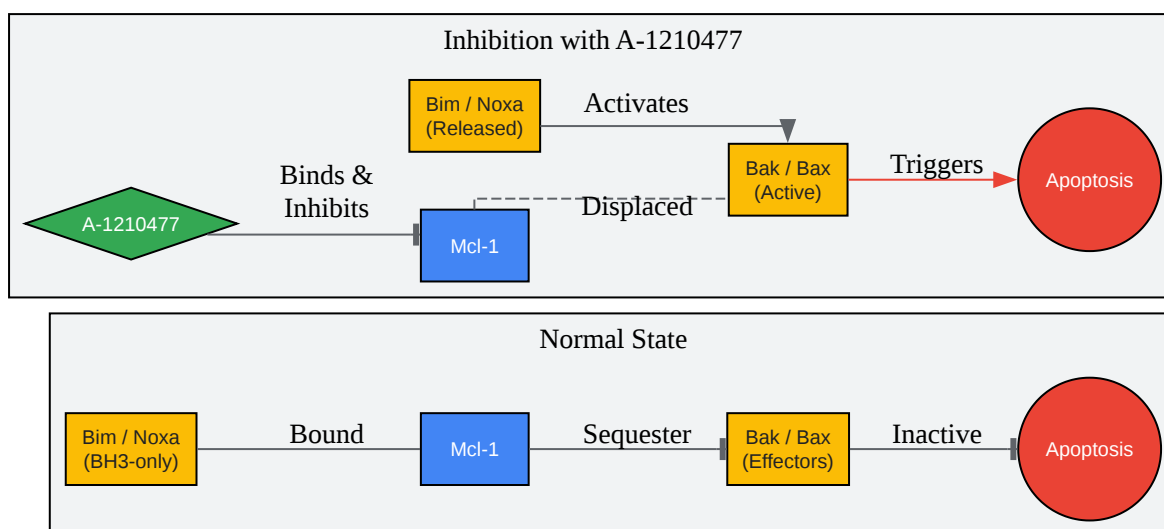 Inhibition with A-1210477
Bim / Noxa
(Released)
Activates
Bak / Bax
(Active)
Triggers
Apoptosis
Binds &
Inhibits
A-1210477
Displaced
Mcl-1
Normal State
Bim / Noxa
(BH3-only)
Bound
Mcl-1
Sequester
Bak / Bax
(Effectors)
Inactive
Apoptosis